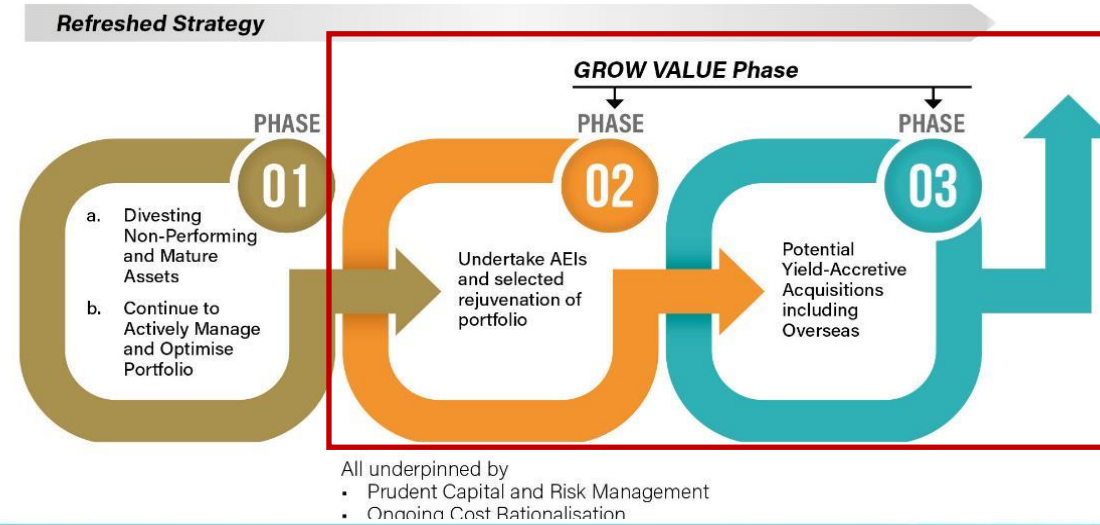 Refreshed Strategy
GROW VALUE Phase
PHASE
01
a. Divesting
Non-Performing
and Mature
Assets
b. Continue to
Actively Manage
and Optimise
Portfolio
PHASE
02
Undertake AEIs
and selected
rejuvenation of
portfolio
PHASE
03
Potential
Yield-Accretive
Acquisitions
including
Overseas
All underpinned by
▪ Prudent Capital and Risk Management
▪ Ongoing Cost Rationalisation